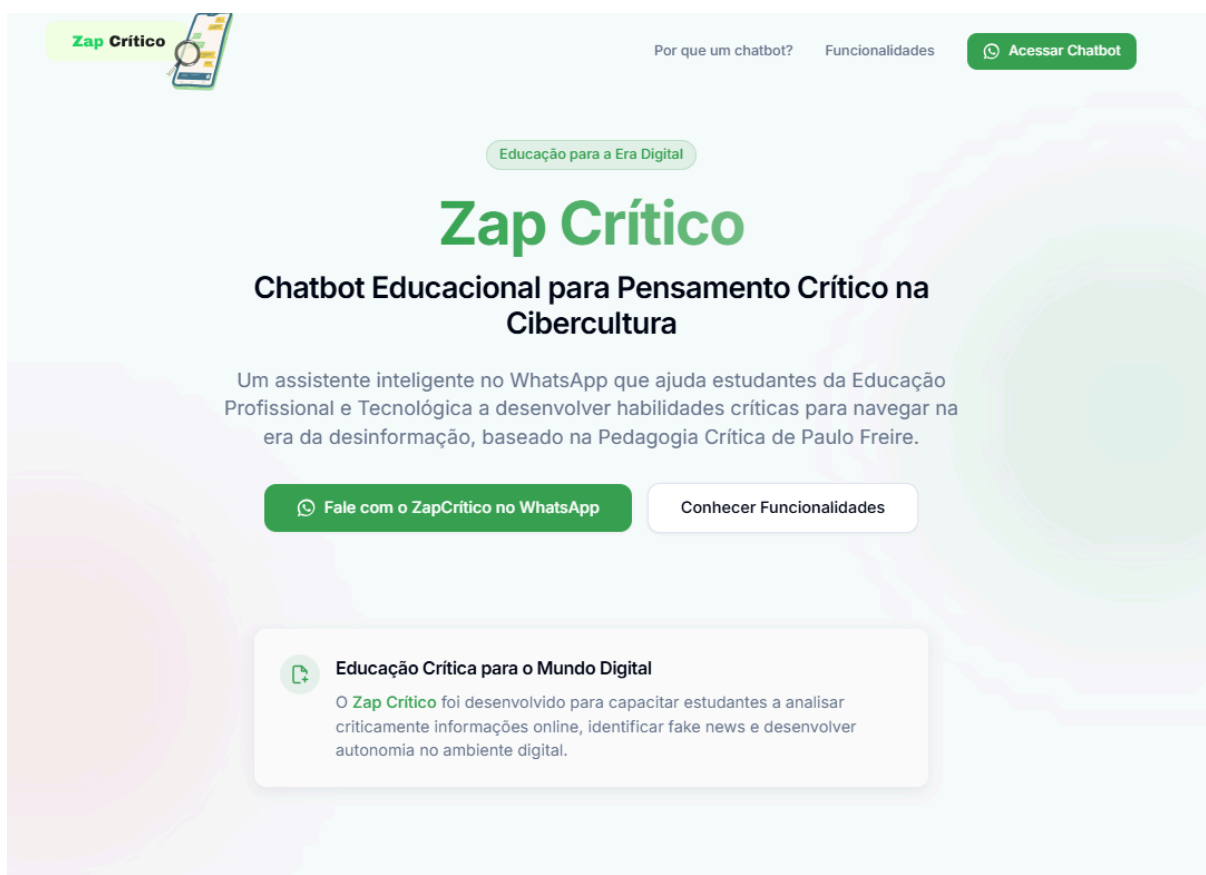 Zap Crítico
Por que um chatbot?
Funcionalidades
Acessar Chatbot
Educação para a Era Digital
Zap Crítico
Chatbot Educacional para Pensamento Crítico na
Cibercultura
Um assistente inteligente no WhatsApp que ajuda estudantes da Educação
Profissional e Tecnológica a desenvolver habilidades críticas para navegar na
era da desinformação, baseado na Pedagogia Crítica de Paulo Freire.
Fale com o ZapCrítico no WhatsApp
Conhecer Funcionalidades
Educação Crítica para o Mundo Digital
O Zap Crítico foi desenvolvido para capacitar estudantes a analisar
criticamente informações online, identificar fake news e desenvolver
autonomia no ambiente digital.